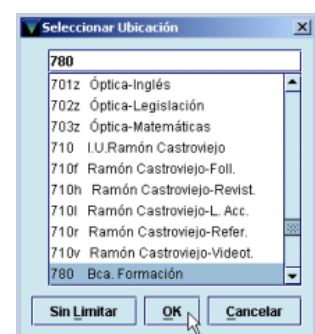 Seleccionar Ubicación
780
701z Óptica-Inglés
702z Óptica-Legislación
703z Óptica-Matemáticas
710 I.U.Ramón Castroviejo
710f Ramón Castroviejo-Foll.
710h Ramón Castroviejo-Revist.
710l Ramón Castroviejo-L. Acc.
710r Ramón Castroviejo-Refer.
710v Ramón Castroviejo-Videot.
780 Bca. Formación
Sin Limitar OK Cancelar